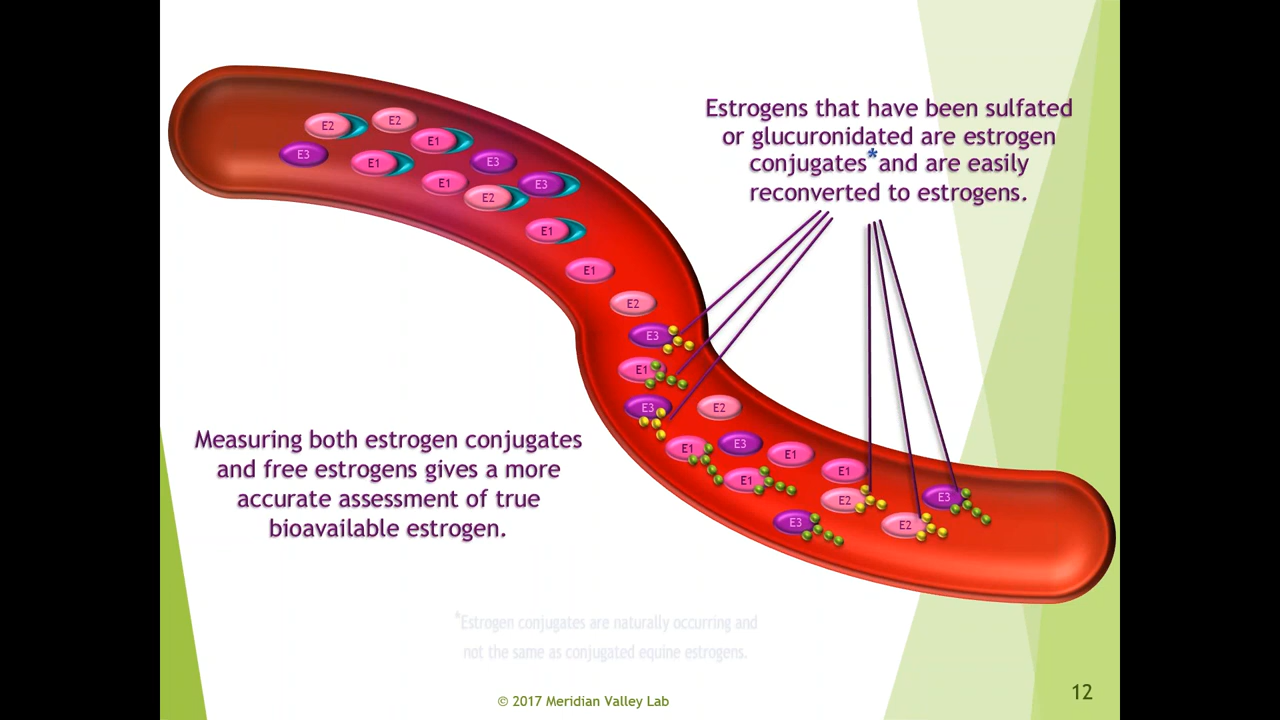 Estrogens that have been sulfated
or glucuronidated are estrogen
conjugates* and are easily
reconverted to estrogens.
E2
E2
E1
E3
E1
E3
E1
E2
E3
E1
E1
E2
E3
E1
E3
E2
E1
E3
E1
E1
E1
E2
E3
E3
E2
Measuring both estrogen conjugates
and free estrogens gives a more
accurate assessment of true
bioavailable estrogen.
*Estrogen conjugates are naturally occurring and
not the same as conjugated equine estrogens.
© 2017 Meridian Valley Lab
12